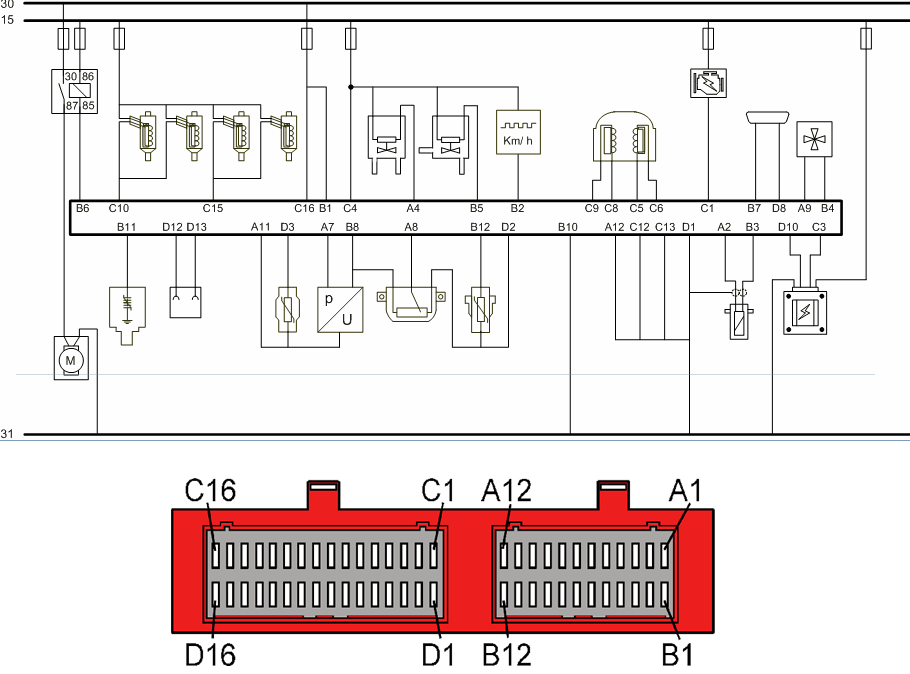 30
15
30 86
87 85
Km/ h
B6 C10 C15 C16 B1 C4 A4 B5 B2 C9 C8 C5 C6 C1 B7 D8 A9 B4
B11 D12 D13 A11 D3 A7 B8 A8 B12 D2 B10 A12 C12 C13 D1 A2 B3 D10 C3
p
U
M
31
C16 C1 A12 A1
D16 D1 B12 B1